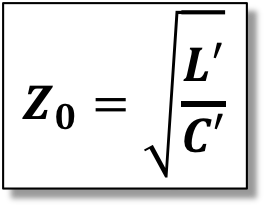 Z₀ = √(L′/C′)